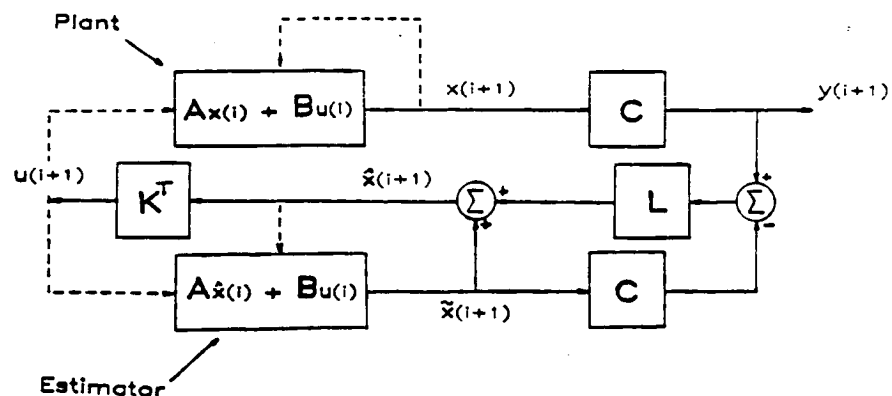 Plant
Ax(i) + Bu(i)
x(i+1)
C
y(i+1)
u(i+1)
K^T
x̂(i+1)
Σ
+
+
L
Σ
+
−
Ax̂(i) + Bu(i)
x̃(i+1)
C
Estimator